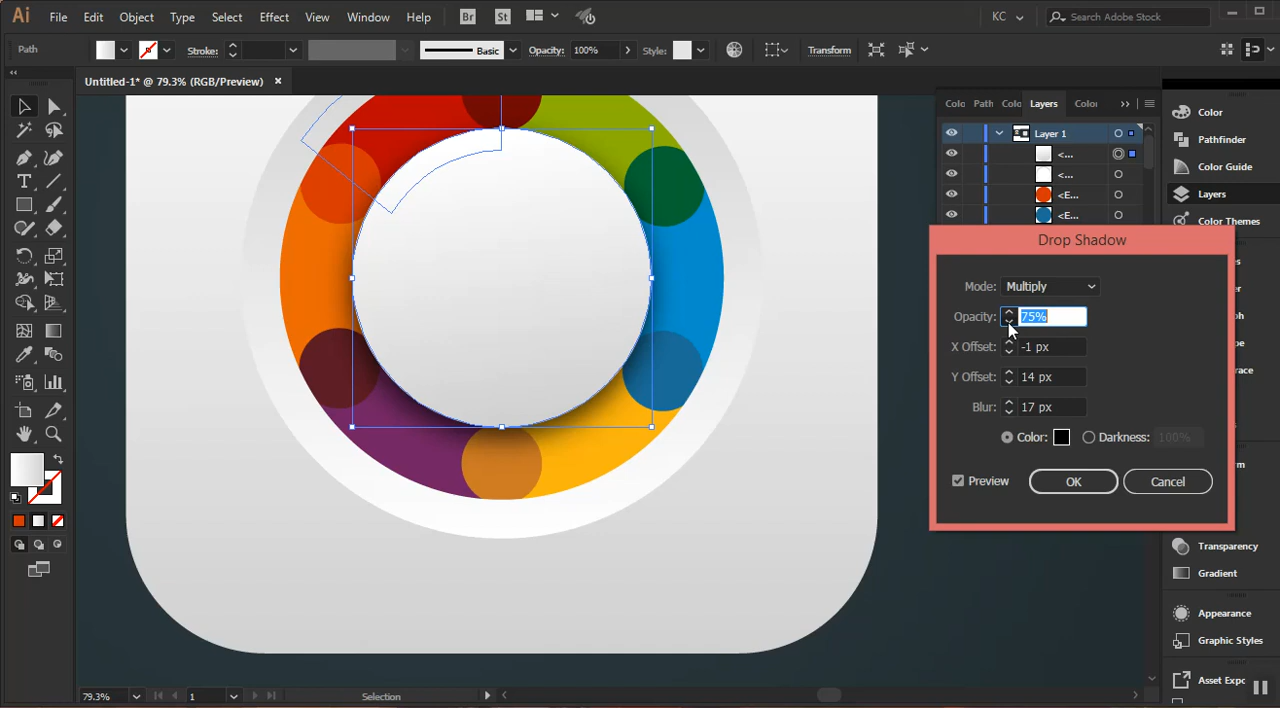 Ai File Edit Object Type Select Effect View Window Help Br St KC Search Adobe Stock
Path Stroke: Basic Opacity: 100% Style: Transform
Untitled-1* @ 79.3% (RGB/Preview) ×
Colo Path Colo Layers Color
Layer 1
<...
<...
<E...
<E...
Color
Pathfinder
Color Guide
Layers
Color Themes
Drop Shadow
Mode: Multiply
Opacity: 75%
X Offset: -1 px
Y Offset: 14 px
Blur: 17 px
Color: Darkness: 100%
Preview OK Cancel
Transparency
Gradient
Appearance
Graphic Styles
Asset Expc
79.3% 1 Selection